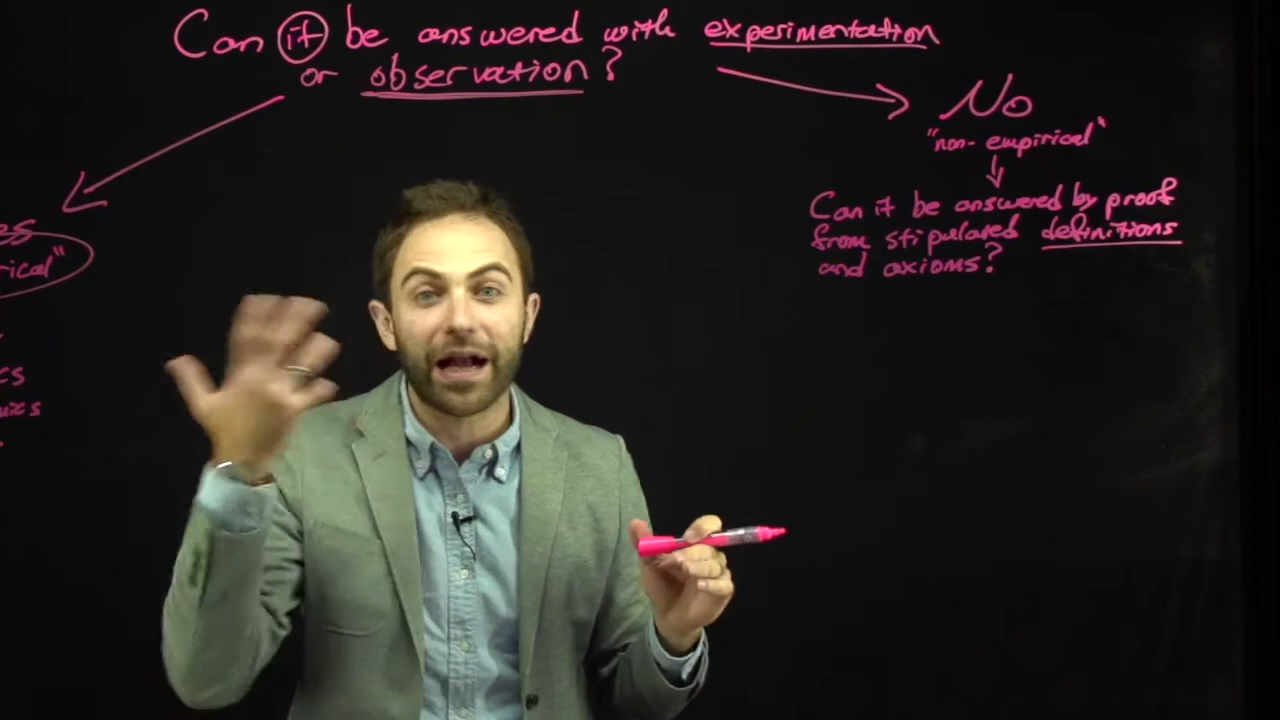 Can it be answered with experimentation
or observation?
No
"non-empirical"
Can it be answered by proof
from stipulated definitions
and axioms?